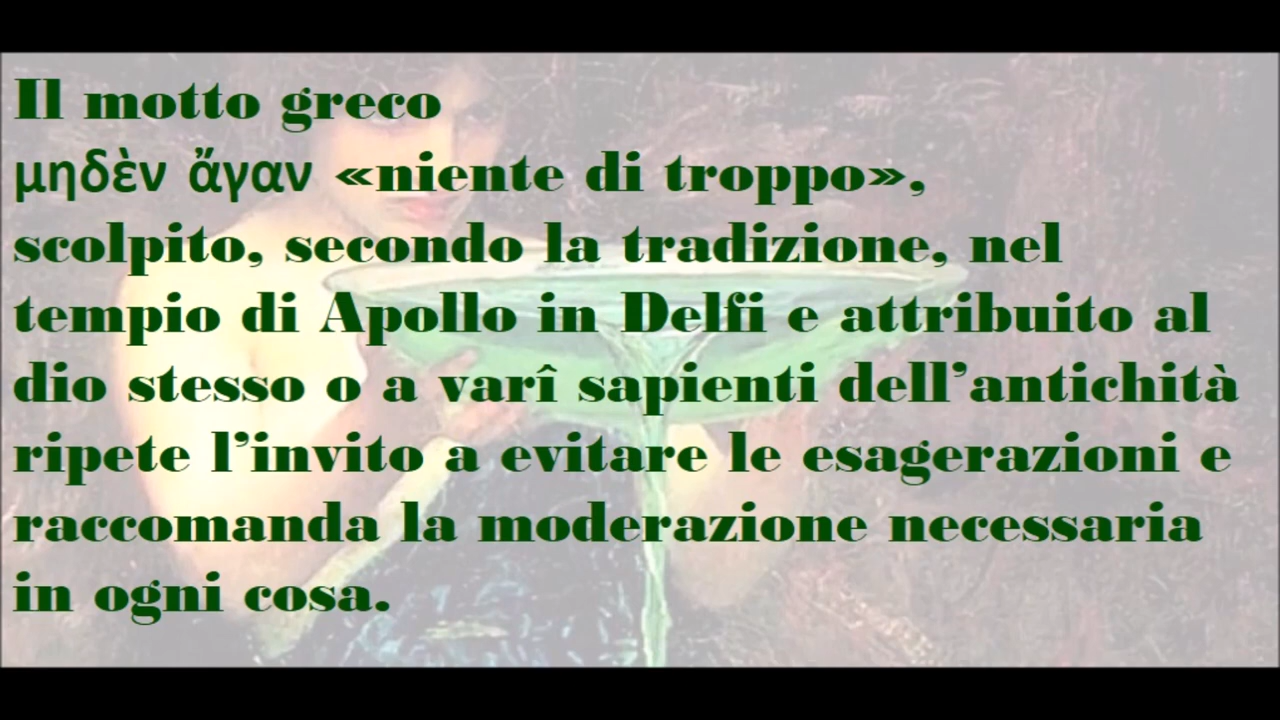 Il motto greco
μηδὲν ἄγαν «niente di troppo»,
scolpito, secondo la tradizione, nel
tempio di Apollo in Delfi e attribuito al
dio stesso o a varî sapienti dell’antichità
ripete l’invito a evitare le esagerazioni e
raccomanda la moderazione necessaria
in ogni cosa.